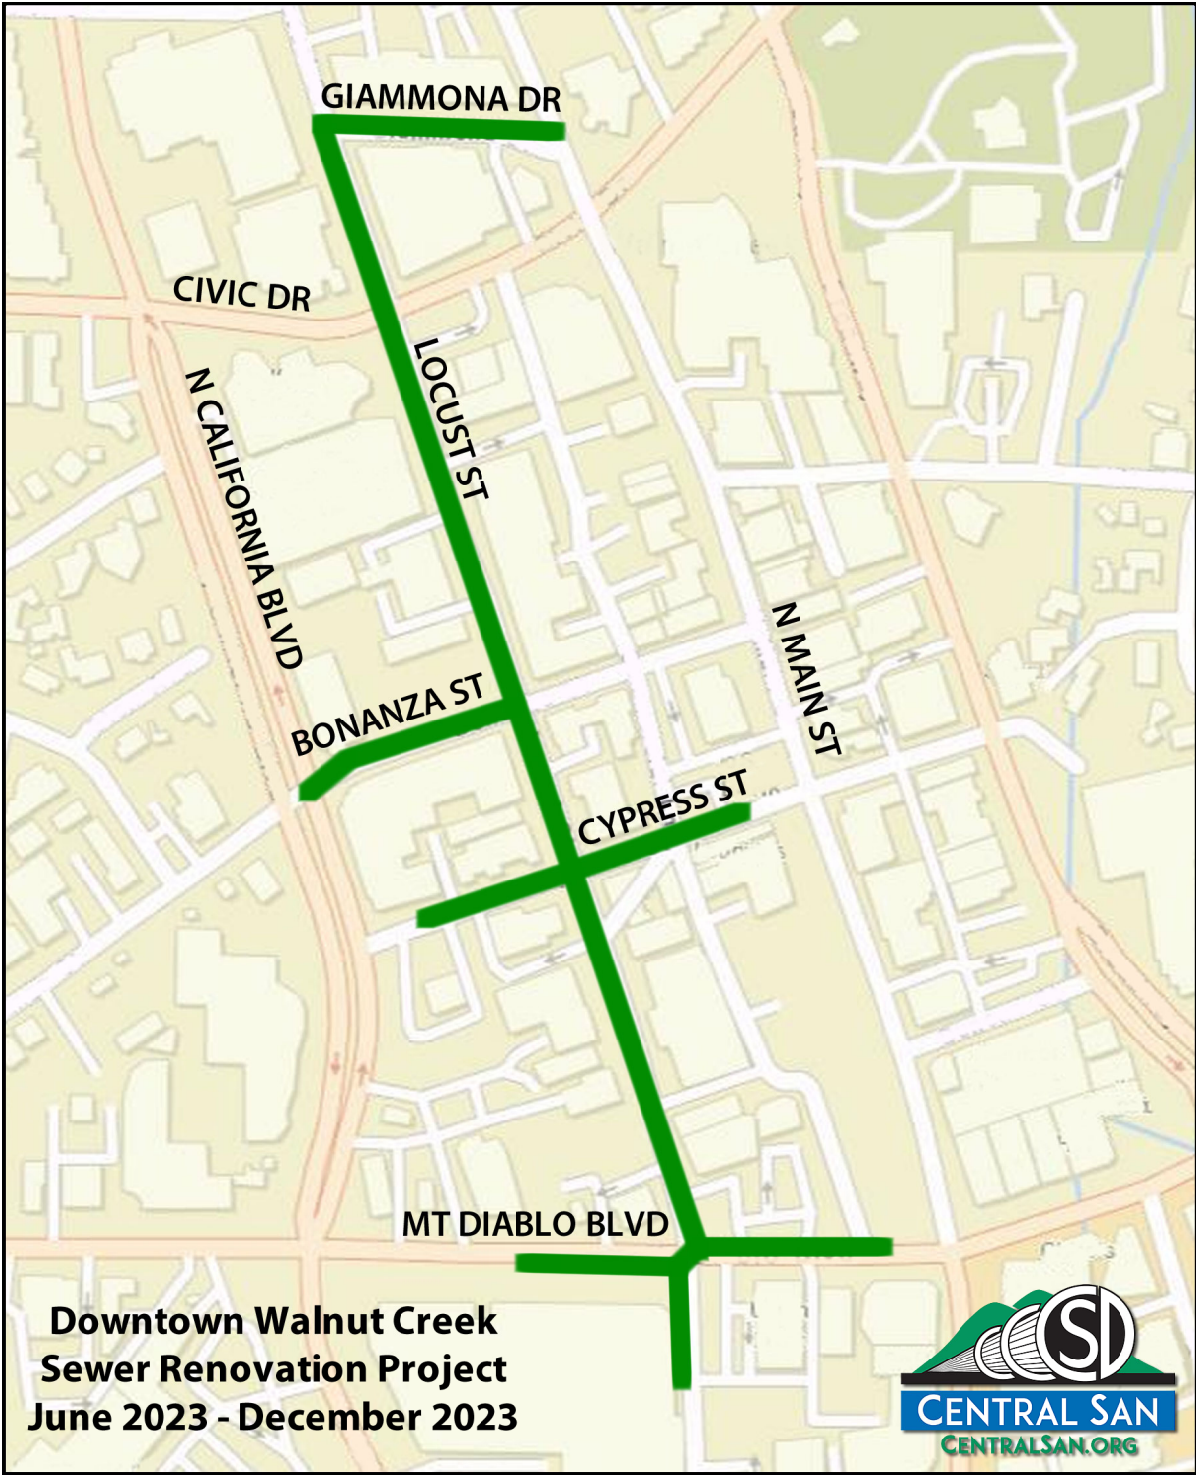 GIAMMONA DR
CIVIC DR
LOCUST ST
N CALIFORNIA BLVD
N MAIN ST
BONANZA ST
CYPRESS ST
MT DIABLO BLVD
Downtown Walnut Creek
Sewer Renovation Project
June 2023 - December 2023
CCCSD
CENTRAL SAN
CENTRALSAN.ORG